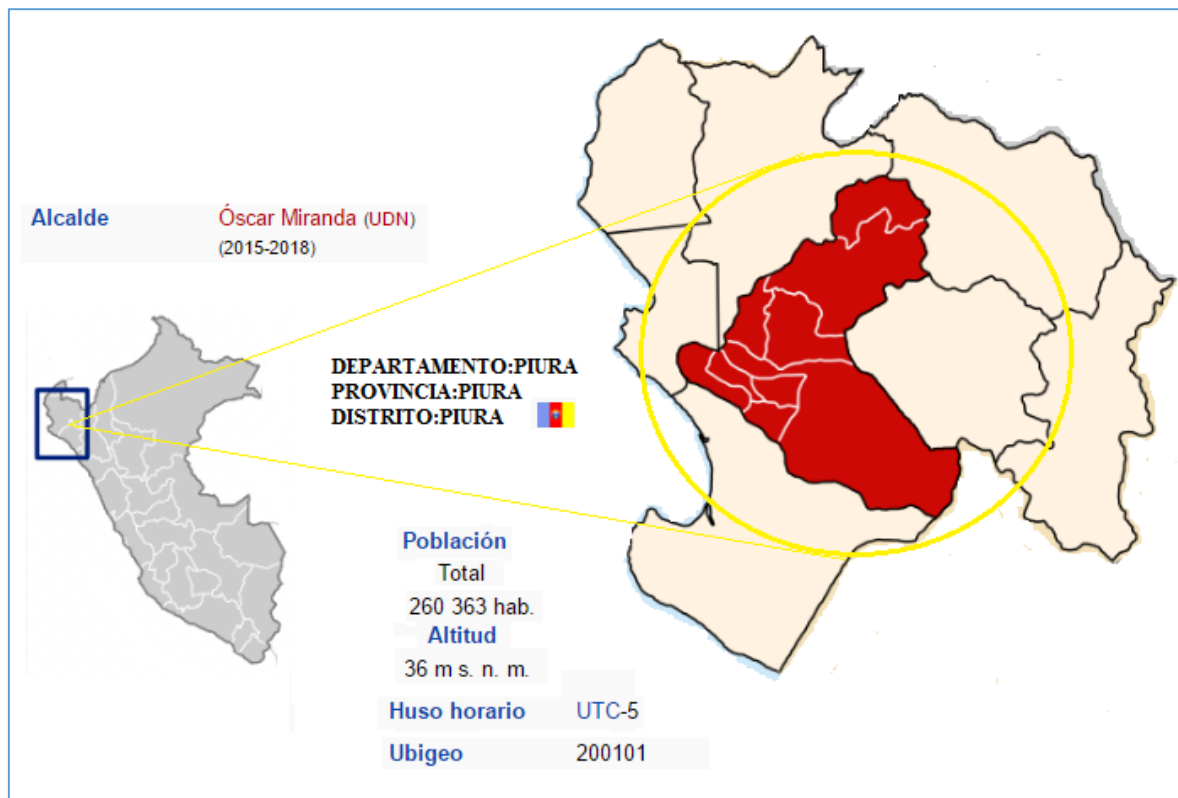 Alcalde Óscar Miranda (UDN)
(2015-2018)
DEPARTAMENTO:PIURA
PROVINCIA:PIURA
DISTRITO:PIURA
Población
Total
260 363 hab.
Altitud
36 m s. n. m.
Huso horario UTC-5
Ubigeo 200101